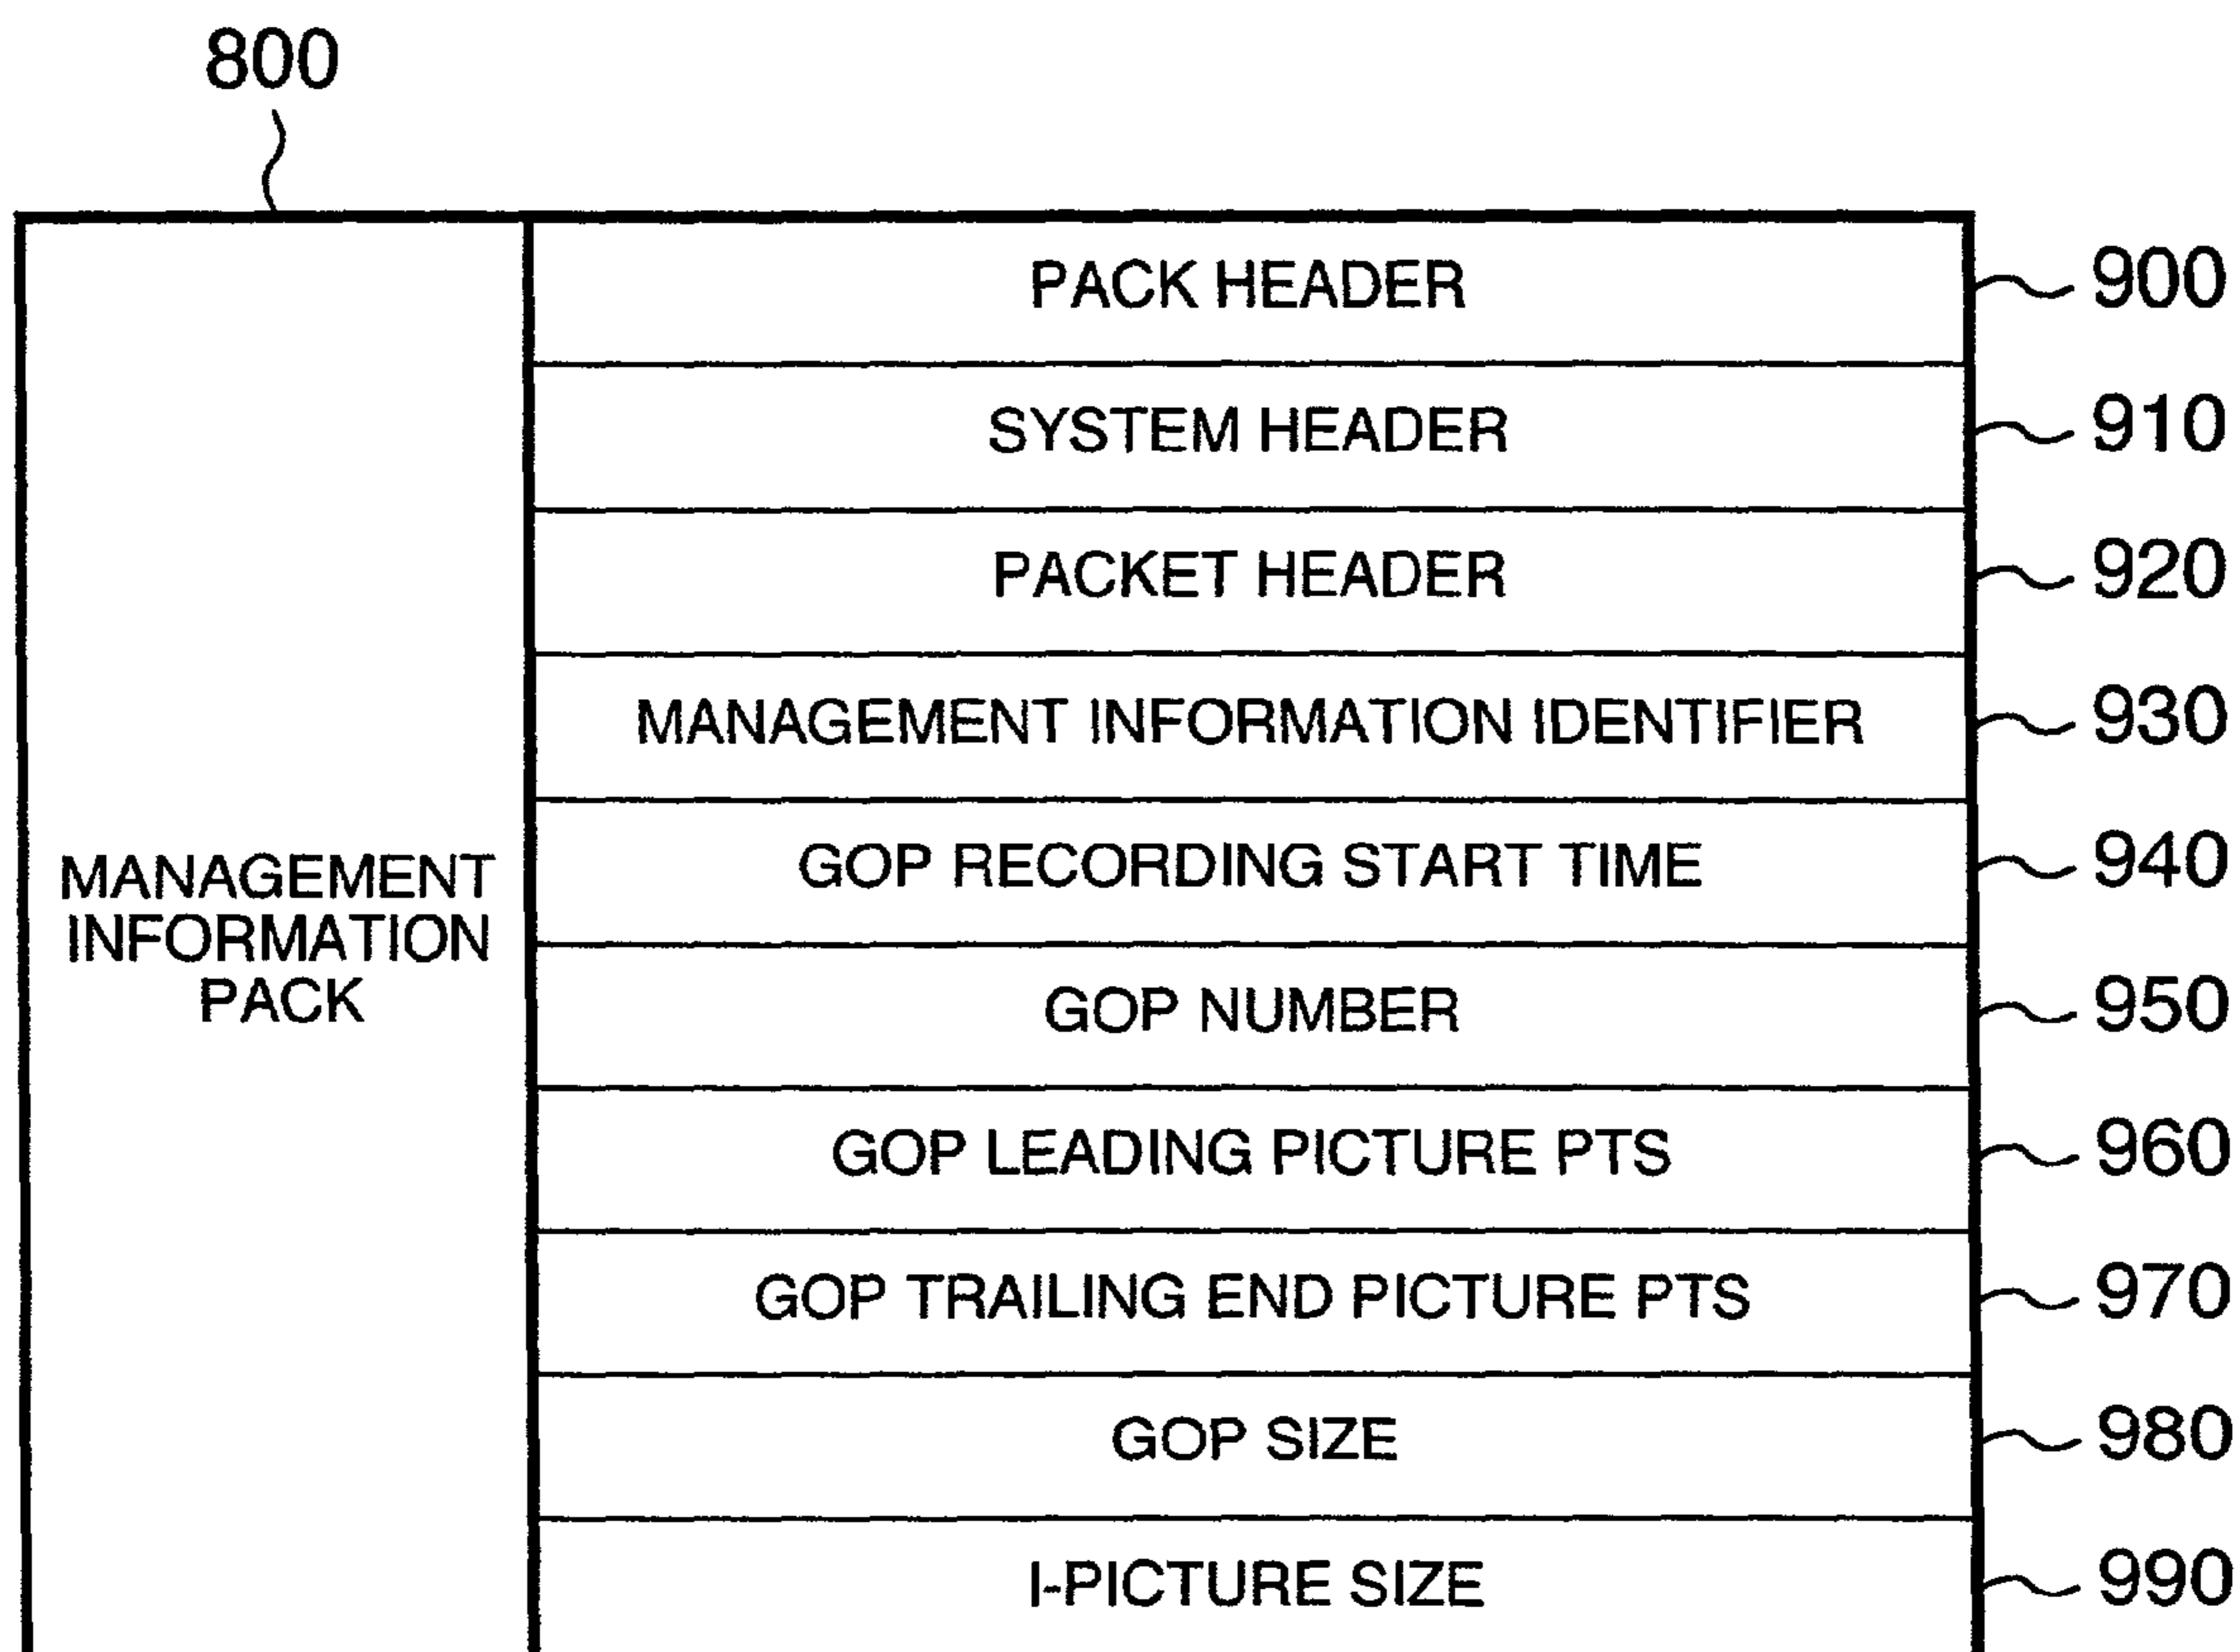 800
PACK HEADER 900
SYSTEM HEADER 910
PACKET HEADER 920
MANAGEMENT INFORMATION IDENTIFIER 930
GOP RECORDING START TIME 940
MANAGEMENT
INFORMATION
PACK
GOP NUMBER 950
GOP LEADING PICTURE PTS 960
GOP TRAILING END PICTURE PTS 970
GOP SIZE 980
I-PICTURE SIZE 990